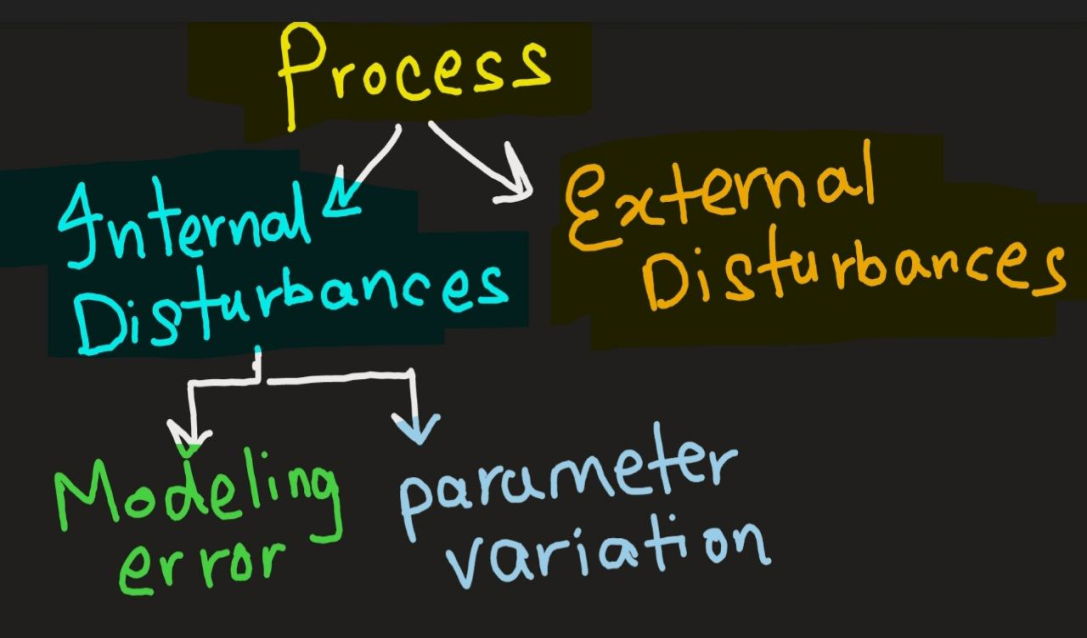 Process
Internal
Disturbances
External
Disturbances
Modeling
error
parameter
variation